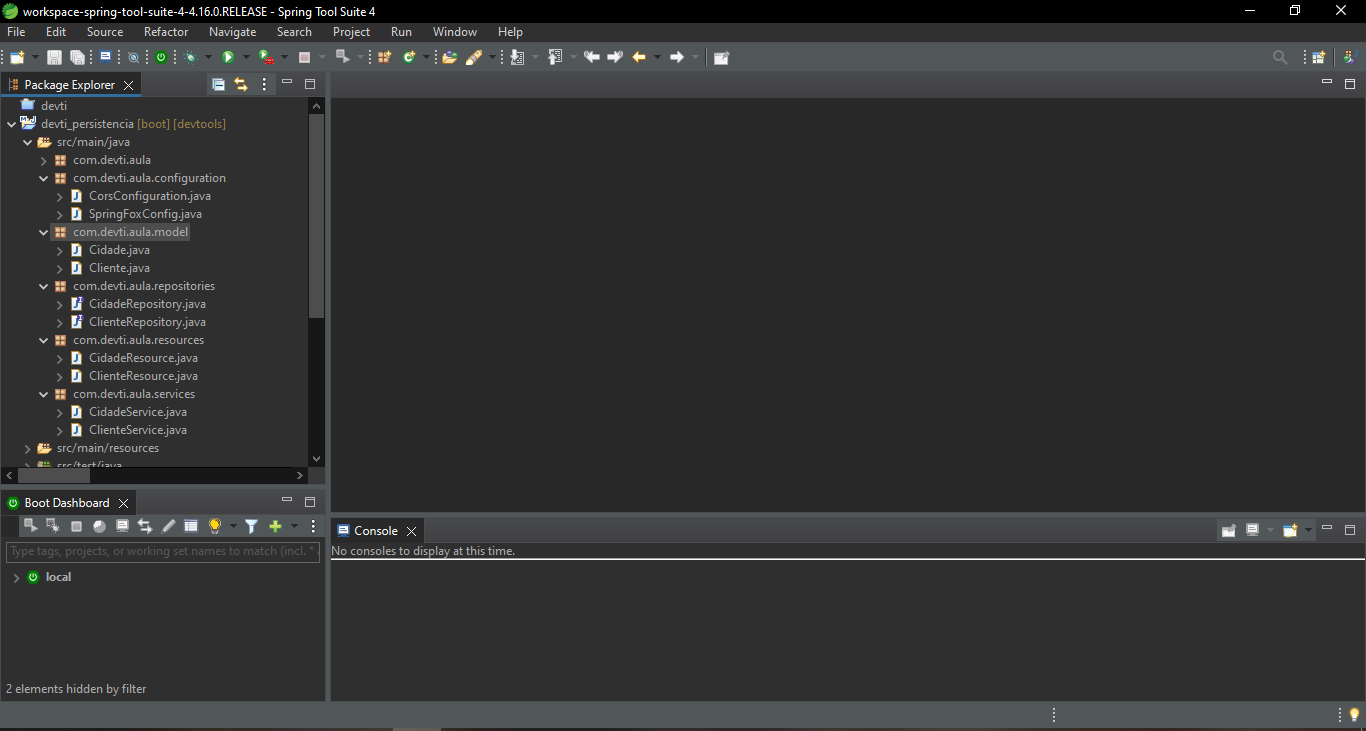 workspace-spring-tool-suite-4-4.16.0.RELEASE - Spring Tool Suite 4
File Edit Source Refactor Navigate Search Project Run Window Help
Package Explorer
devti
devti_persistencia [boot] [devtools]
src/main/java
com.devti.aula
com.devti.aula.configuration
CorsConfiguration.java
SpringFoxConfig.java
com.devti.aula.model
Cidade.java
Cliente.java
com.devti.aula.repositories
CidadeRepository.java
ClienteRepository.java
com.devti.aula.resources
CidadeResource.java
ClienteResource.java
com.devti.aula.services
CidadeService.java
ClienteService.java
src/main/resources
src/test/java
Boot Dashboard
Type tags, projects, or working set names to match (incl. *
local
2 elements hidden by filter
Console
No consoles to display at this time.